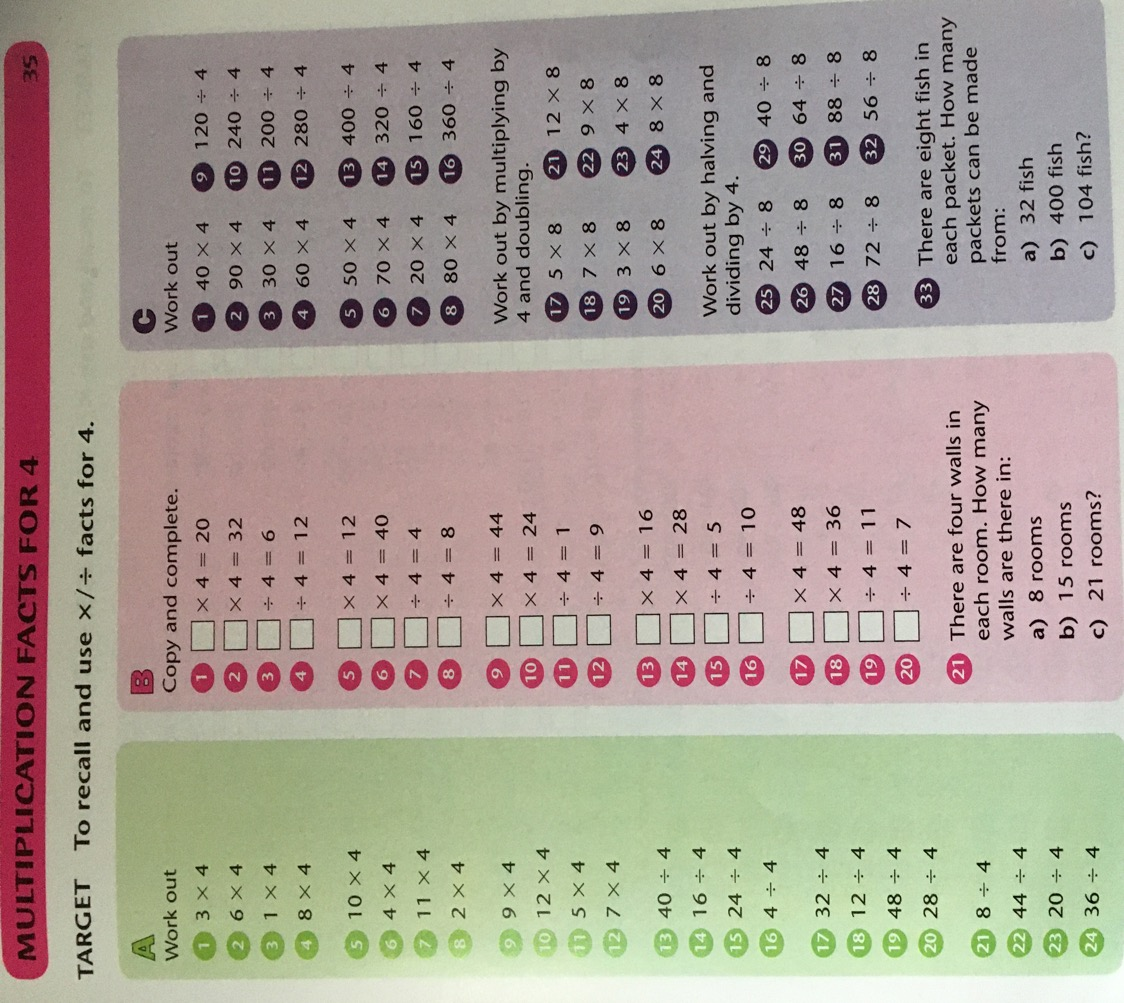 MULTIPLICATION FACTS FOR 4 35
TARGET To recall and use ×/÷ facts for 4.
A
Work out
1 3 × 4
2 6 × 4
3 1 × 4
4 8 × 4
5 10 × 4
6 4 × 4
7 11 × 4
8 2 × 4
9 9 × 4
10 12 × 4
11 5 × 4
12 7 × 4
13 40 ÷ 4
14 16 ÷ 4
15 24 ÷ 4
16 4 ÷ 4
17 32 ÷ 4
18 12 ÷ 4
19 48 ÷ 4
20 28 ÷ 4
21 8 ÷ 4
22 44 ÷ 4
23 20 ÷ 4
24 36 ÷ 4
B
Copy and complete.
1 □ × 4 = 20
2 □ × 4 = 32
3 □ ÷ 4 = 6
4 □ ÷ 4 = 12
5 □ × 4 = 12
6 □ × 4 = 40
7 □ ÷ 4 = 4
8 □ ÷ 4 = 8
9 □ × 4 = 44
10 □ × 4 = 24
11 □ ÷ 4 = 1
12 □ ÷ 4 = 9
13 □ × 4 = 16
14 □ × 4 = 28
15 □ ÷ 4 = 5
16 □ ÷ 4 = 10
17 □ × 4 = 48
18 □ × 4 = 36
19 □ ÷ 4 = 11
20 □ ÷ 4 = 7
21 There are four walls in
each room. How many
walls are there in:
a) 8 rooms
b) 15 rooms
c) 21 rooms?
C
Work out
1 40 × 4 9 120 ÷ 4
2 90 × 4 10 240 ÷ 4
3 30 × 4 11 200 ÷ 4
4 60 × 4 12 280 ÷ 4
5 50 × 4 13 400 ÷ 4
6 70 × 4 14 320 ÷ 4
7 20 × 4 15 160 ÷ 4
8 80 × 4 16 360 ÷ 4
Work out by multiplying by
4 and doubling.
17 5 × 8 21 12 × 8
18 7 × 8 22 9 × 8
19 3 × 8 23 4 × 8
20 6 × 8 24 8 × 8
Work out by halving and
dividing by 4.
25 24 ÷ 8 29 40 ÷ 8
26 48 ÷ 8 30 64 ÷ 8
27 16 ÷ 8 31 88 ÷ 8
28 72 ÷ 8 32 56 ÷ 8
33 There are eight fish in
each packet. How many
packets can be made
from:
a) 32 fish
b) 400 fish
c) 104 fish?